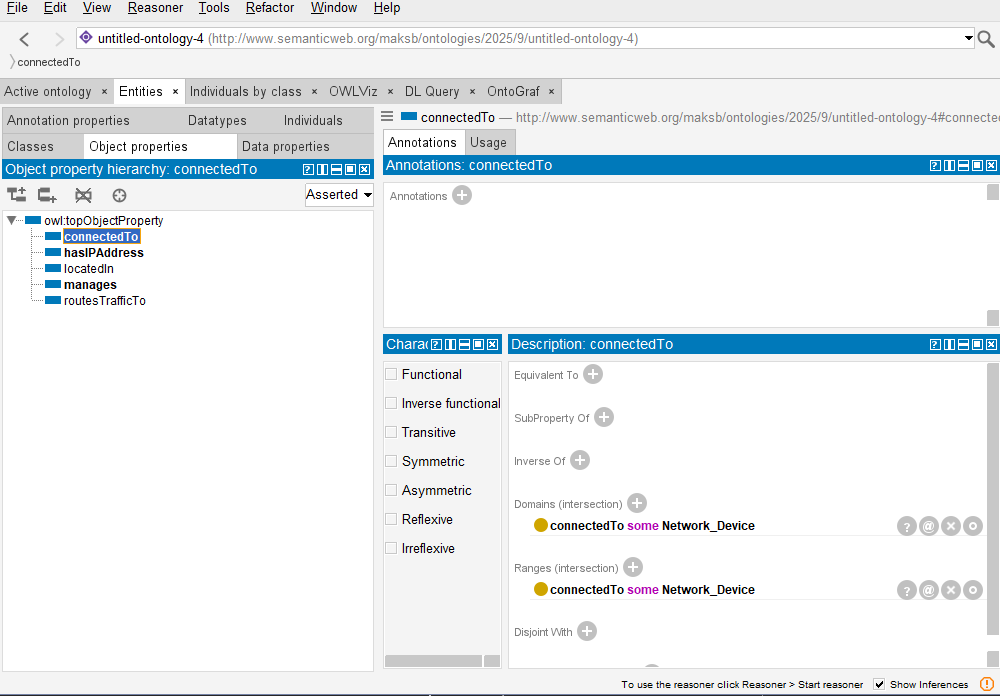 File Edit View Reasoner Tools Refactor Window Help
untitled-ontology-4 (http://www.semanticweb.org/maksb/ontologies/2025/9/untitled-ontology-4)
connectedTo
Active ontology × Entities × Individuals by class × OWLViz × DL Query × OntoGraf ×
Annotation properties Datatypes Individuals
Classes Object properties Data properties
Object property hierarchy: connectedTo
Asserted
owl:topObjectProperty
connectedTo
hasIPAddress
locatedIn
manages
routesTrafficTo
connectedTo — http://www.semanticweb.org/maksb/ontologies/2025/9/untitled-ontology-4#connecte
Annotations Usage
Annotations: connectedTo
Annotations
Charac
Functional
Inverse functional
Transitive
Symmetric
Asymmetric
Reflexive
Irreflexive
Description: connectedTo
Equivalent To
SubProperty Of
Inverse Of
Domains (intersection)
connectedTo some Network_Device
Ranges (intersection)
connectedTo some Network_Device
Disjoint With
To use the reasoner click Reasoner > Start reasoner Show Inferences